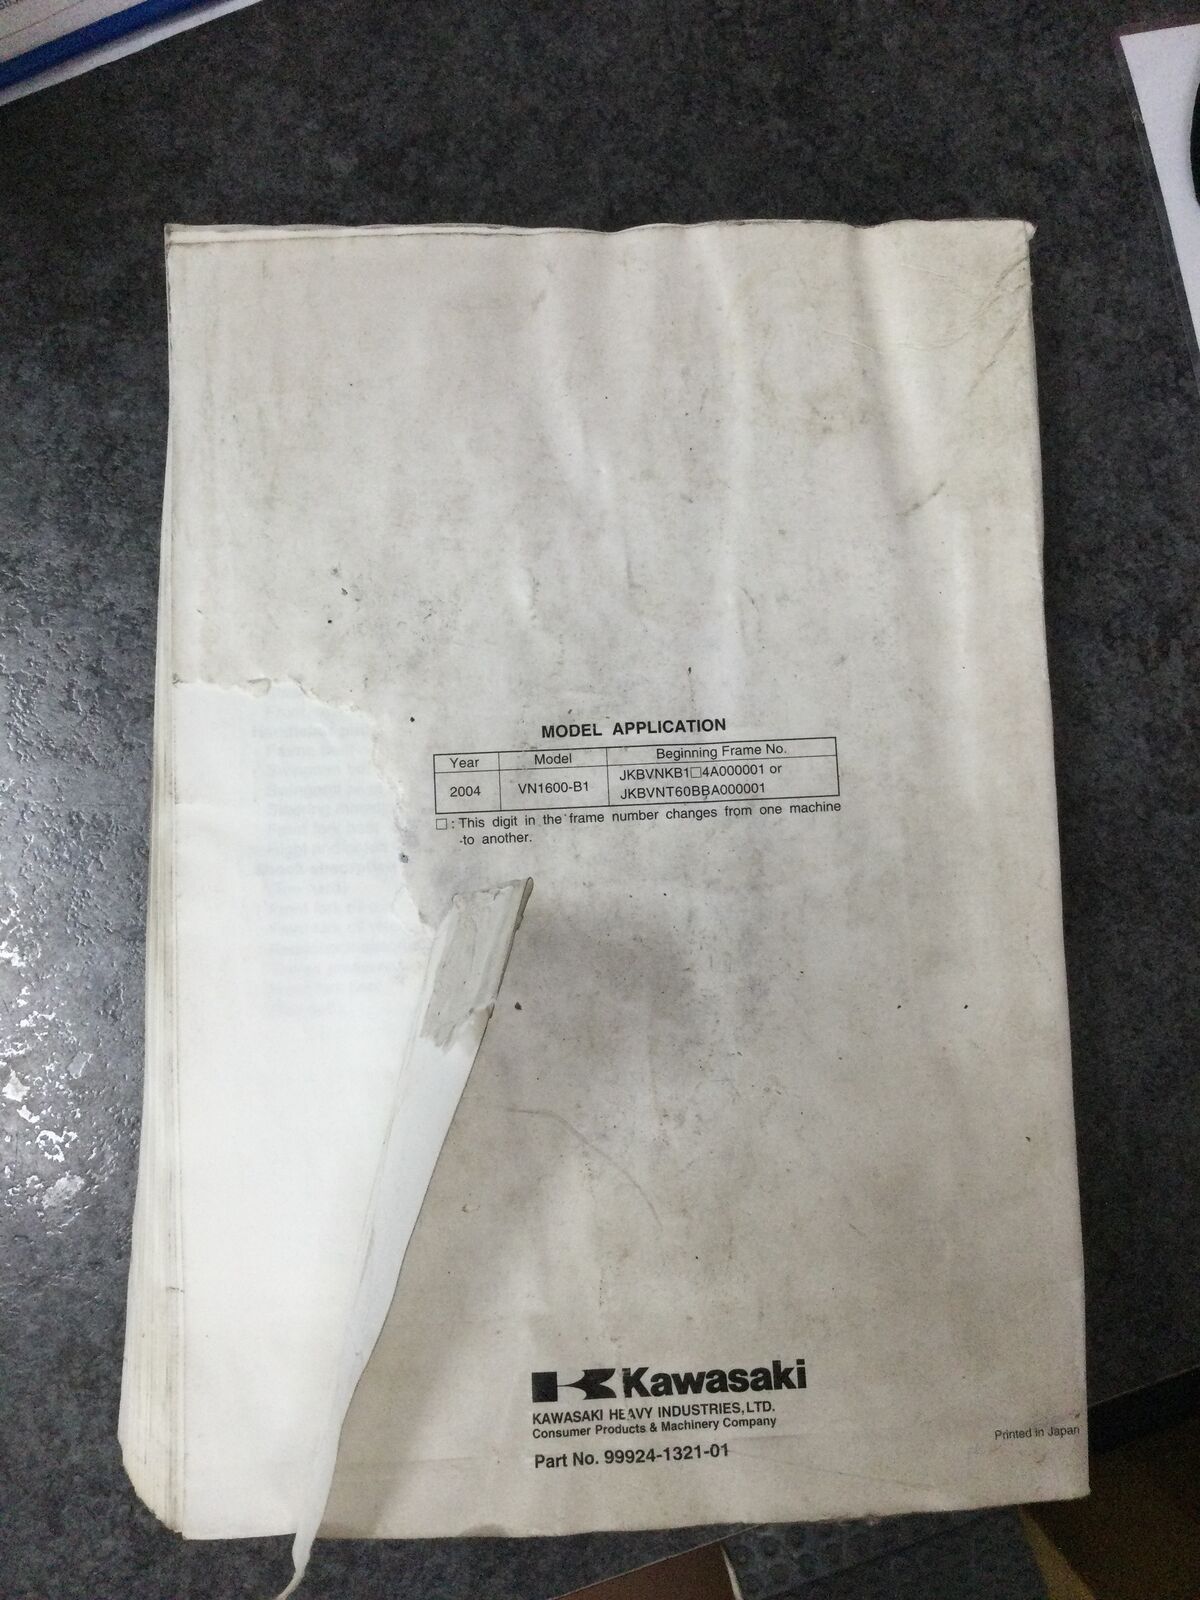 MODEL APPLICATION
Year Model Beginning Frame No.
2004 VN1600-B1 JKBVNKB1□4A000001 or
JKBVNT60BBA000001
□ : This digit in the frame number changes from one machine
to another.
Kawasaki
KAWASAKI HEAVY INDUSTRIES, LTD.
Consumer Products & Machinery Company
Part No. 99924-1321-01
Printed in Japan